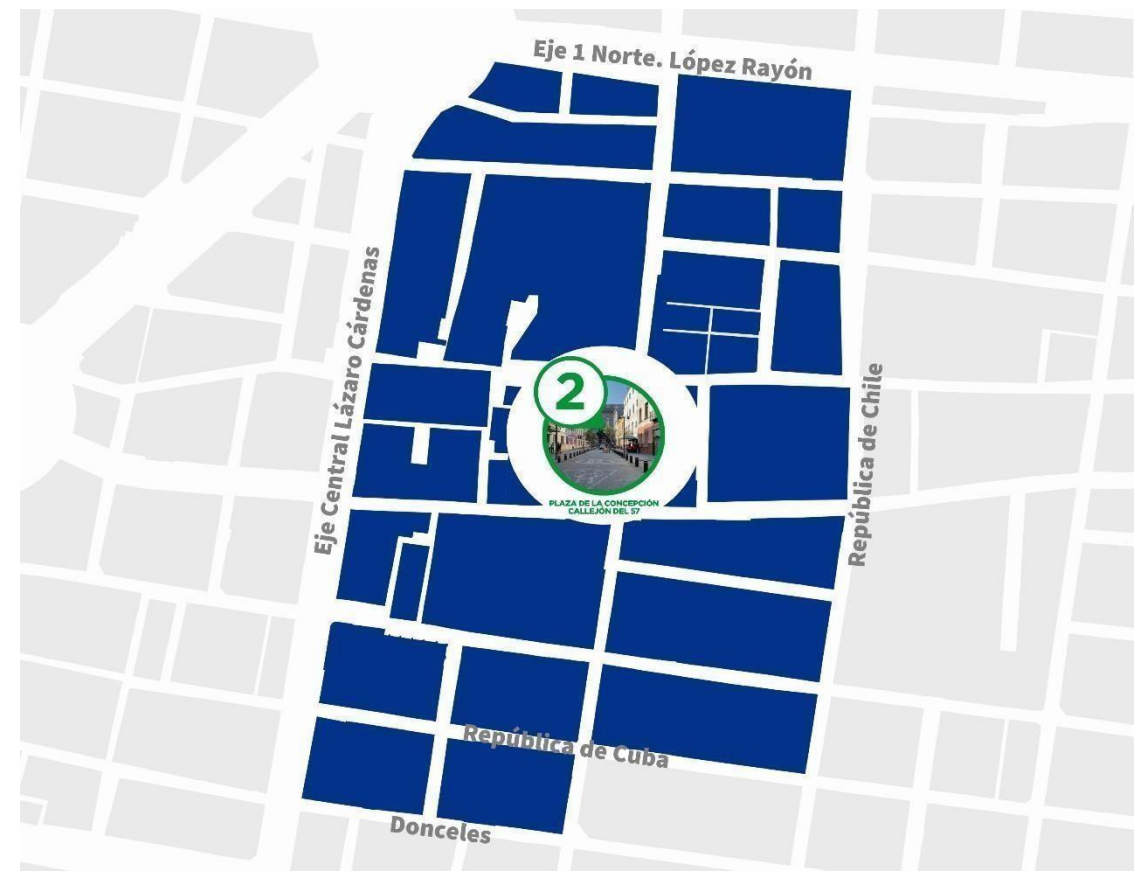 Eje 1 Norte. López Rayón
Eje Central Lázaro Cárdenas
República de Chile
2
PLAZA DE LA CONCEPCIÓN
CALLEJÓN DEL 57
República de Cuba
Donceles